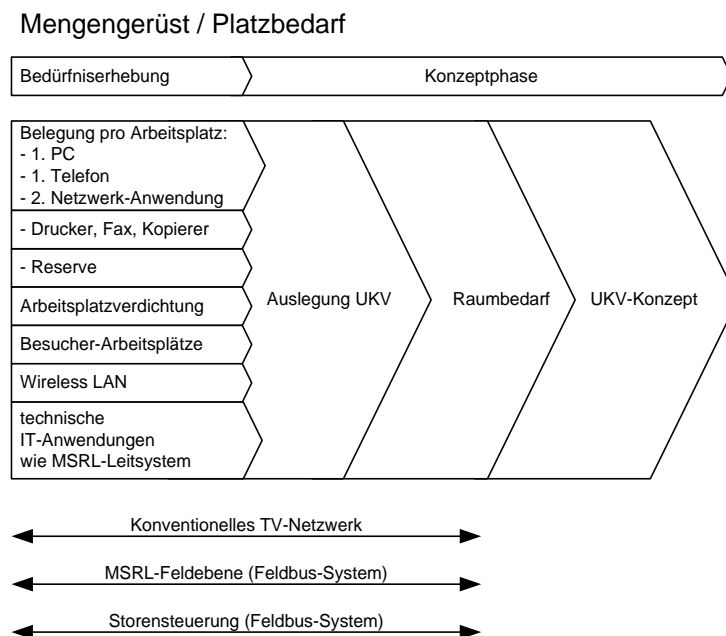 Mengengerüst / Platzbedarf
Bedürfniserhebung
Konzeptphase
Belegung pro Arbeitsplatz:
- 1. PC
- 1. Telefon
- 2. Netzwerk-Anwendung
- Drucker, Fax, Kopierer
- Reserve
Arbeitsplatzverdichtung
Besucher-Arbeitsplätze
Wireless LAN
technische
IT-Anwendungen
wie MSRL-Leitsystem
Auslegung UKV
Raumbedarf
UKV-Konzept
Konventionelles TV-Netzwerk
MSRL-Feldebene (Feldbus-System)
Storensteuerung (Feldbus-System)